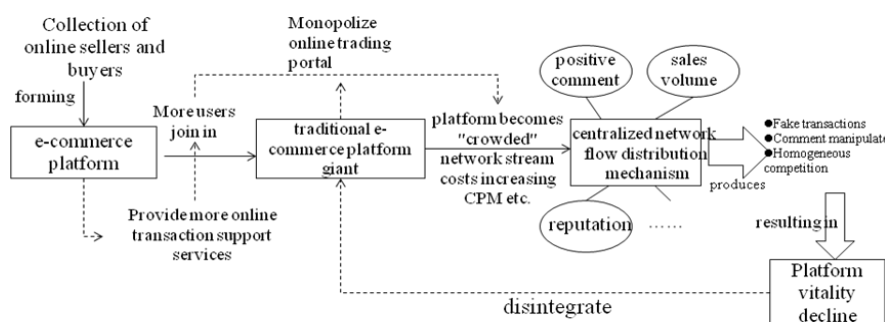 Collection of
online sellers and
buyers
forming
e-commerce
platform
More users
join in
Provide more online
transaction support
services
Monopolize
online trading
portal
traditional e-
commerce platform
giant
platform becomes
"crowded"
network stream
costs increasing
CPM etc.
positive
comment
sales
volume
centralized network
flow distribution
mechanism
reputation
……
produces
●Fake transactions
●Comment manipulate
●Homogeneous
competition
resulting in
Platform
vitality
decline
disintegrate